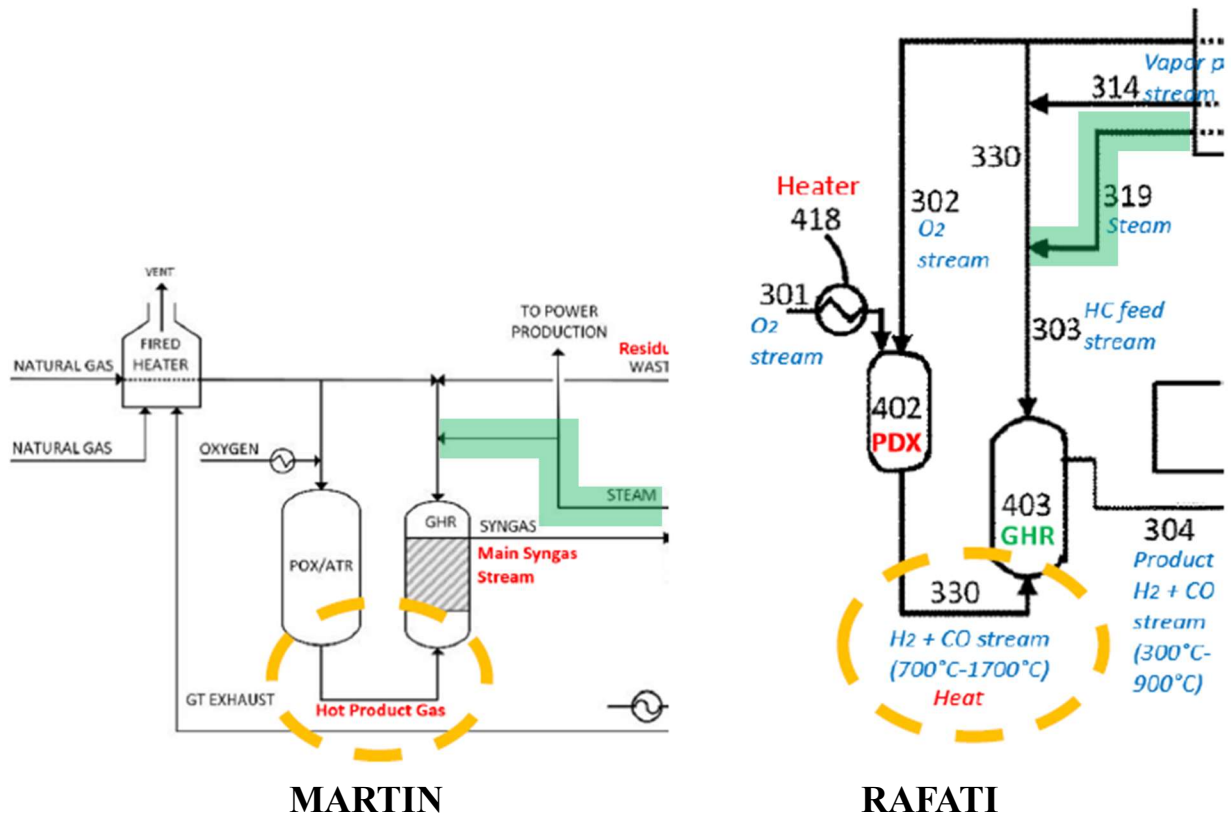 VENT
FIRED
HEATER
NATURAL GAS
NATURAL GAS
OXYGEN
TO POWER
PRODUCTION
Residu
WAST
STEAM
GHR
SYNGAS
Main Syngas
Stream
POX/ATR
GT EXHAUST
Hot Product Gas
MARTIN
Vapor p
314
stream
330
319
Steam
Heater
418
302
O2
stream
301
O2
stream
303
HC feed
stream
402
PDX
403
GHR
304
Product
H2 + CO
stream
(300°C-
900°C)
330
H2 + CO stream
(700°C-1700°C)
Heat
RAFATI